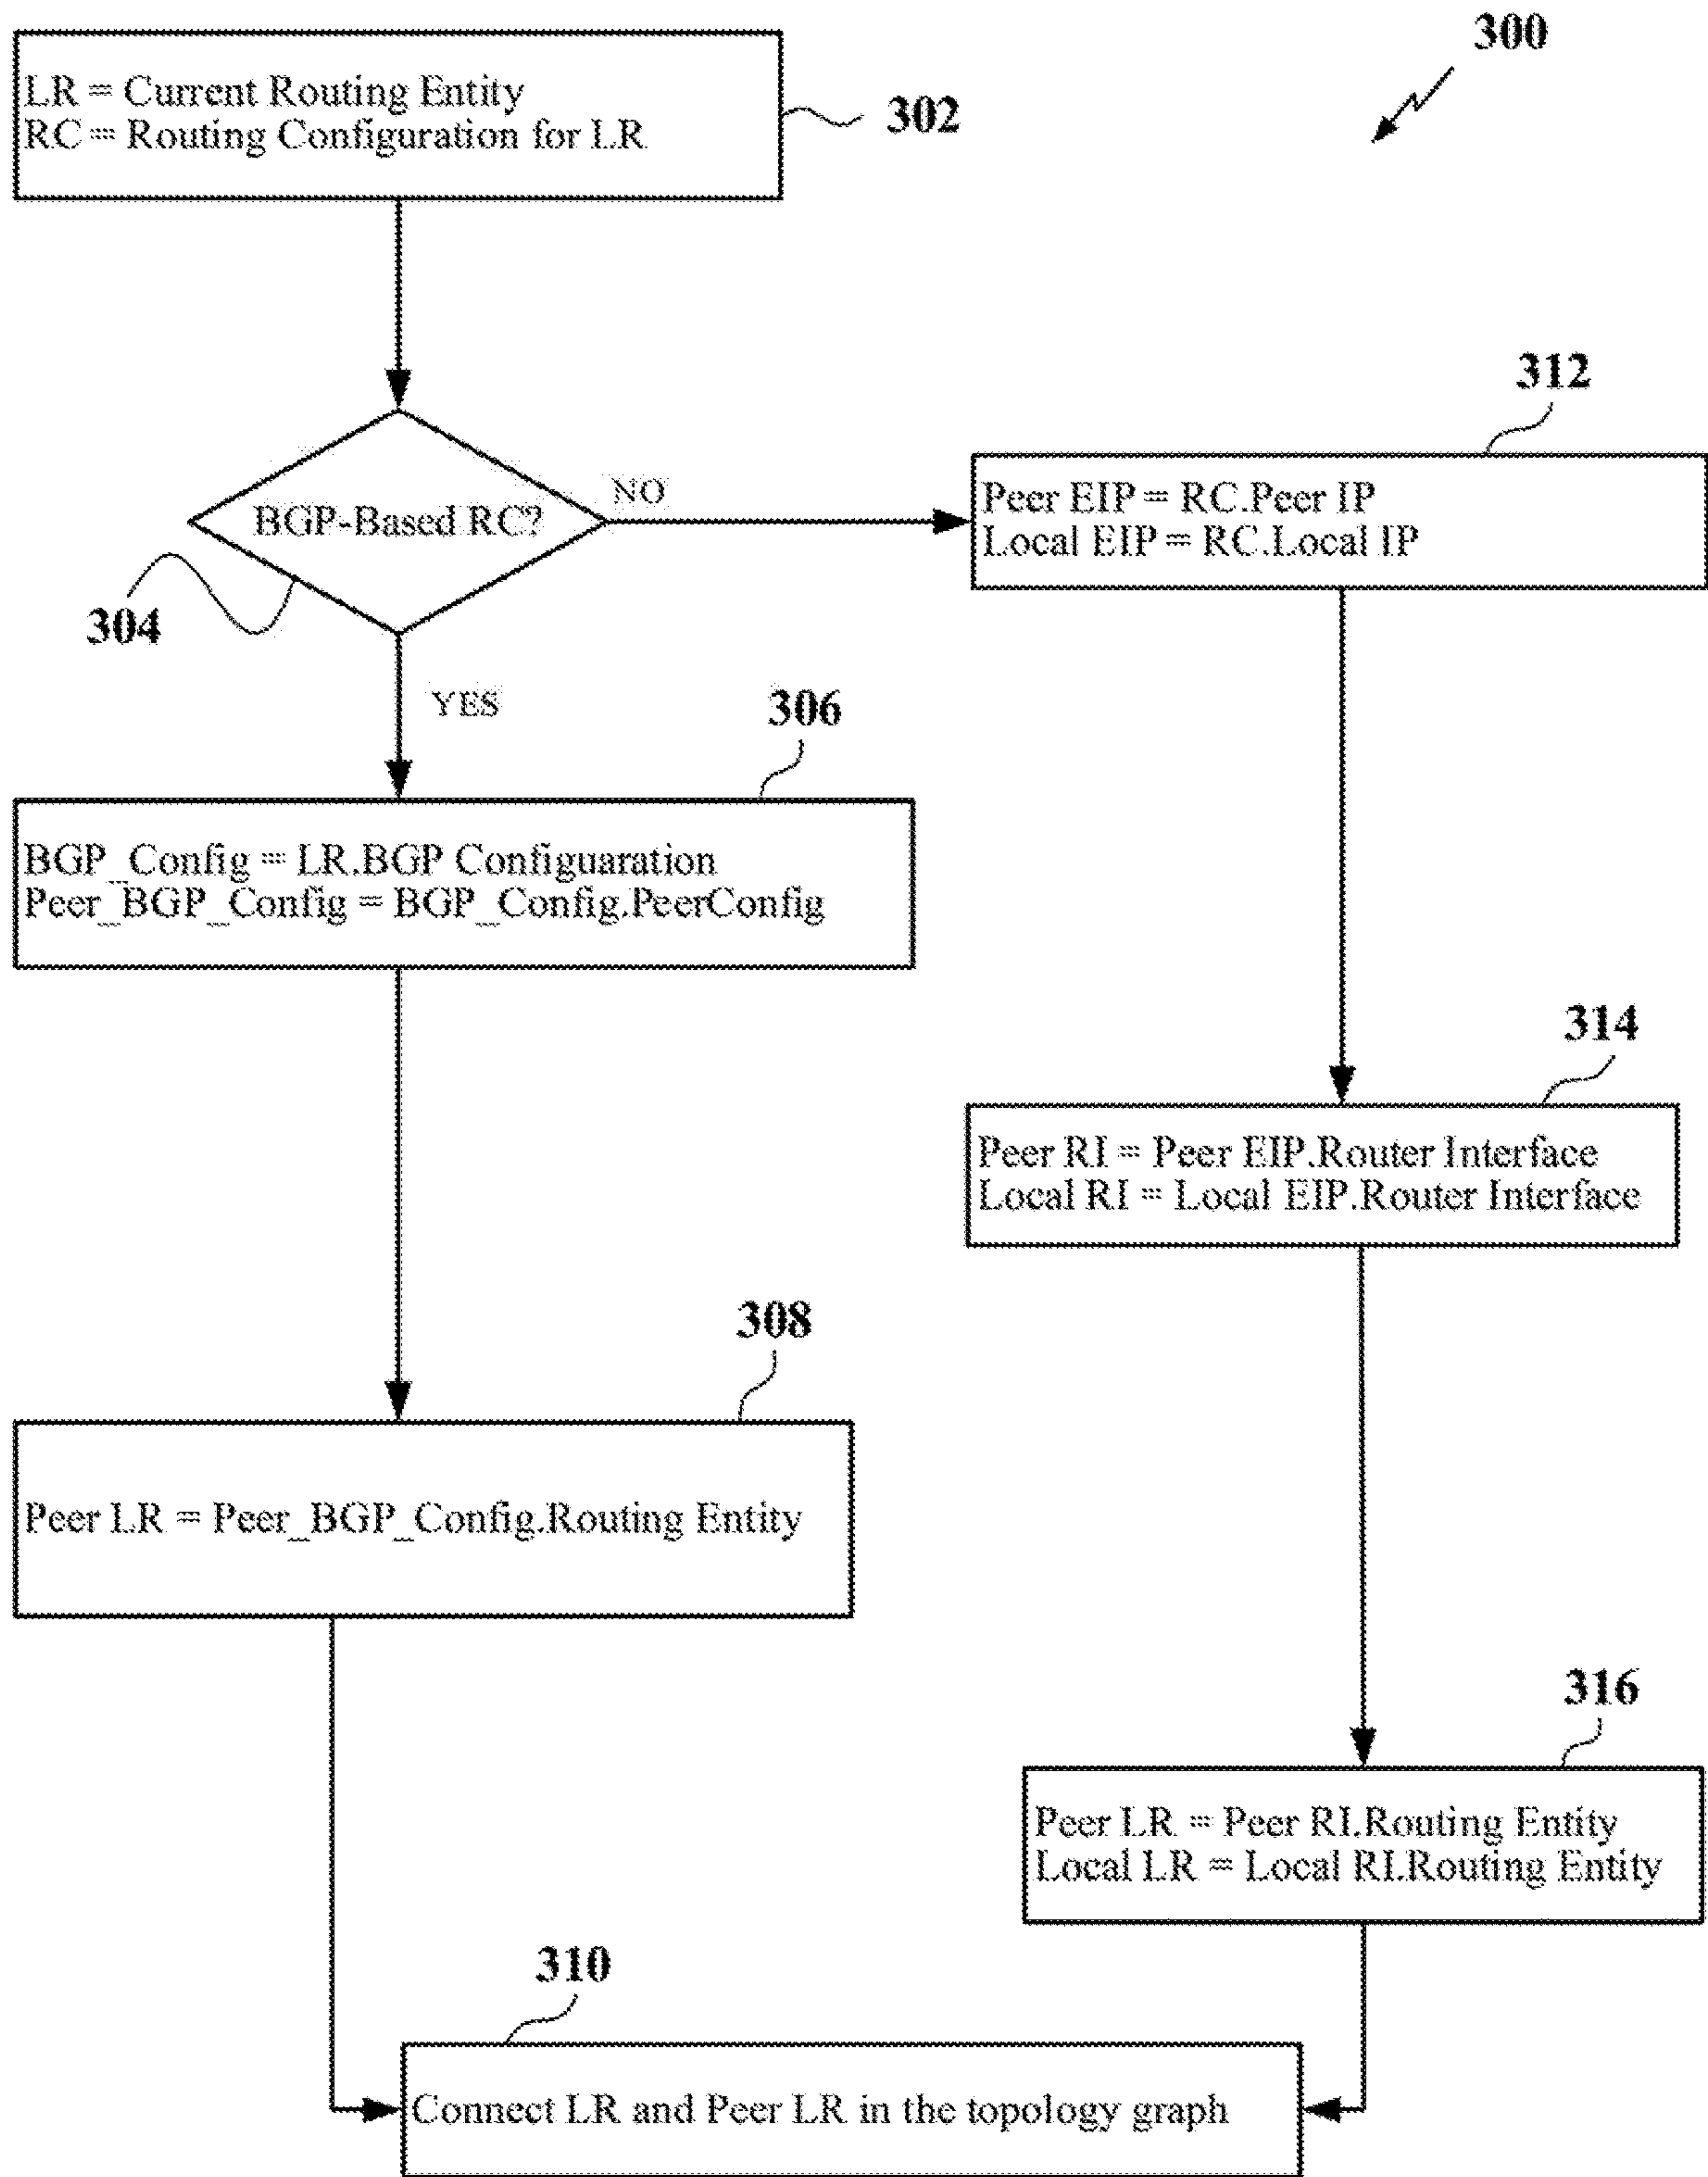 300
LR = Current Routing Entity
RC = Routing Configuration for LR
302
BGP-Based RC?
NO
304
YES
312
Peer EIP = RC.Peer IP
Local EIP = RC.Local IP
306
BGP_Config = LR.BGP Configuaration
Peer_BGP_Config = BGP_Config.PeerConfig
314
Peer RI = Peer EIP.Router Interface
Local RI = Local EIP.Router Interface
308
Peer LR = Peer_BGP_Config.Routing Entity
316
Peer LR = Peer RI.Routing Entity
Local LR = Local RI.Routing Entity
310
Connect LR and Peer LR in the topology graph